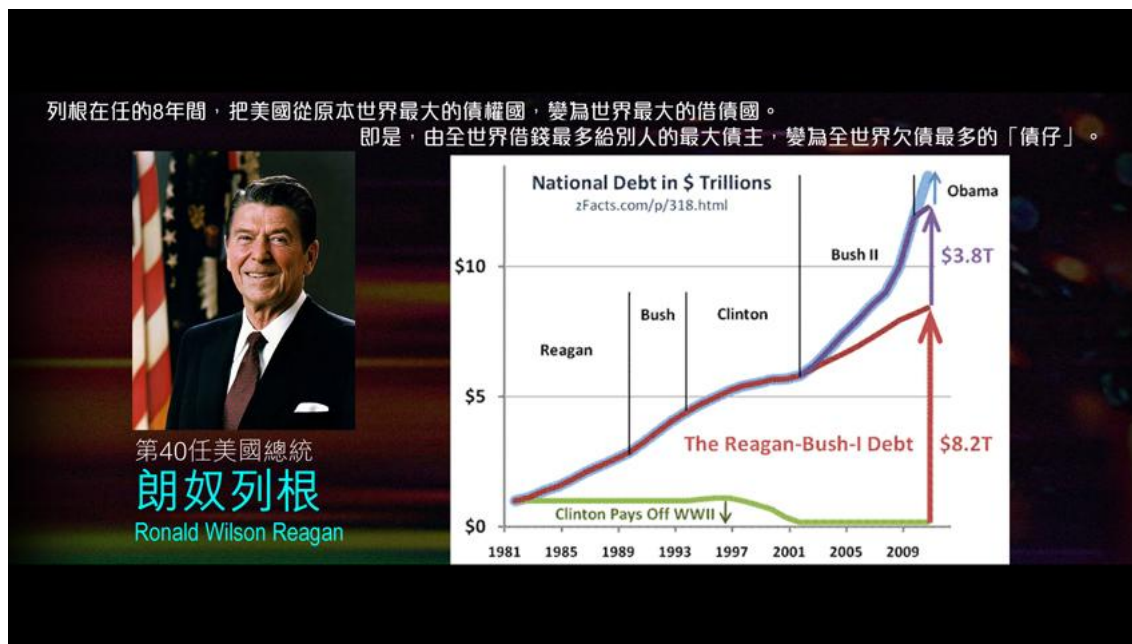 列根在任的8年間，把美國從原本世界最大的債權國，變為世界最大的借債國。
即是，由全世界借錢最多給別人的最大債主，變為全世界欠債最多的「債仔」。
National Debt in $ Trillions
zFacts.com/p/318.html
Obama
$10
Bush II
$3.8T
Bush
Clinton
Reagan
$5
The Reagan-Bush-I Debt
$8.2T
Clinton Pays Off WWII
$0
1981
1985
1989
1993
1997
2001
2005
2009
第40任美國總統
朗奴列根
Ronald Wilson Reagan